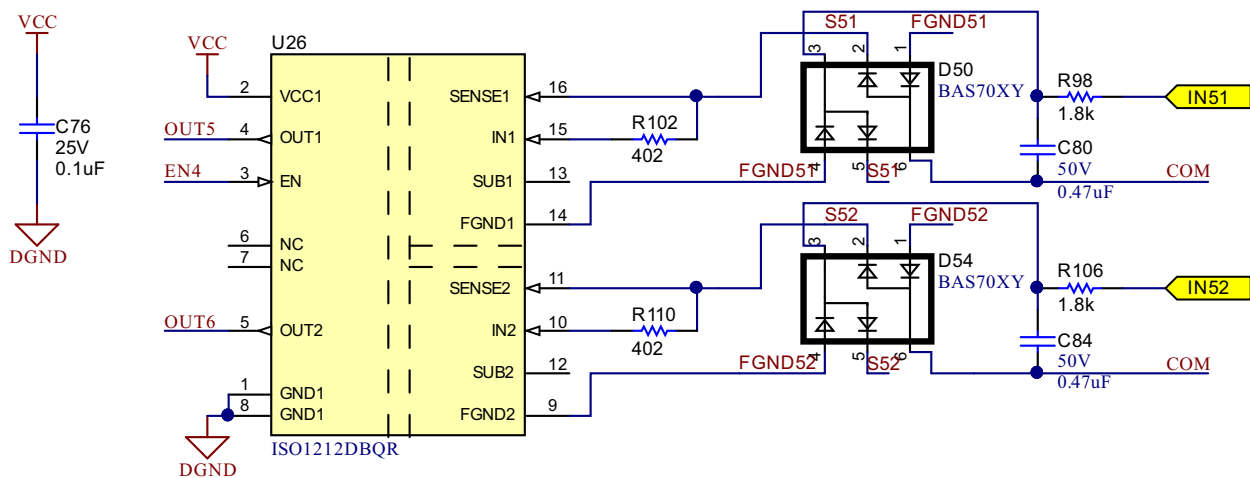 VCC
C76
25V
0.1uF
DGND
VCC
U26
2 VCC1 SENSE1 16
OUT5 4 OUT1 IN1 15
EN4 3 EN SUB1 13
FGND1 14
6 NC
7 NC
SENSE2 11
OUT6 5 OUT2 IN2 10
SUB2 12
1 GND1
8 GND1 FGND2 9
DGND
ISO1212DBQR
R102
402
R110
402
S51 FGND51
3 2 1
D50
BAS70XY
4 5 6
FGND51 S51
R98
1.8k
IN51
C80
50V
0.47uF
COM
S52 FGND52
3 2 1
D54
BAS70XY
4 5 6
FGND52 S52
R106
1.8k
IN52
C84
50V
0.47uF
COM